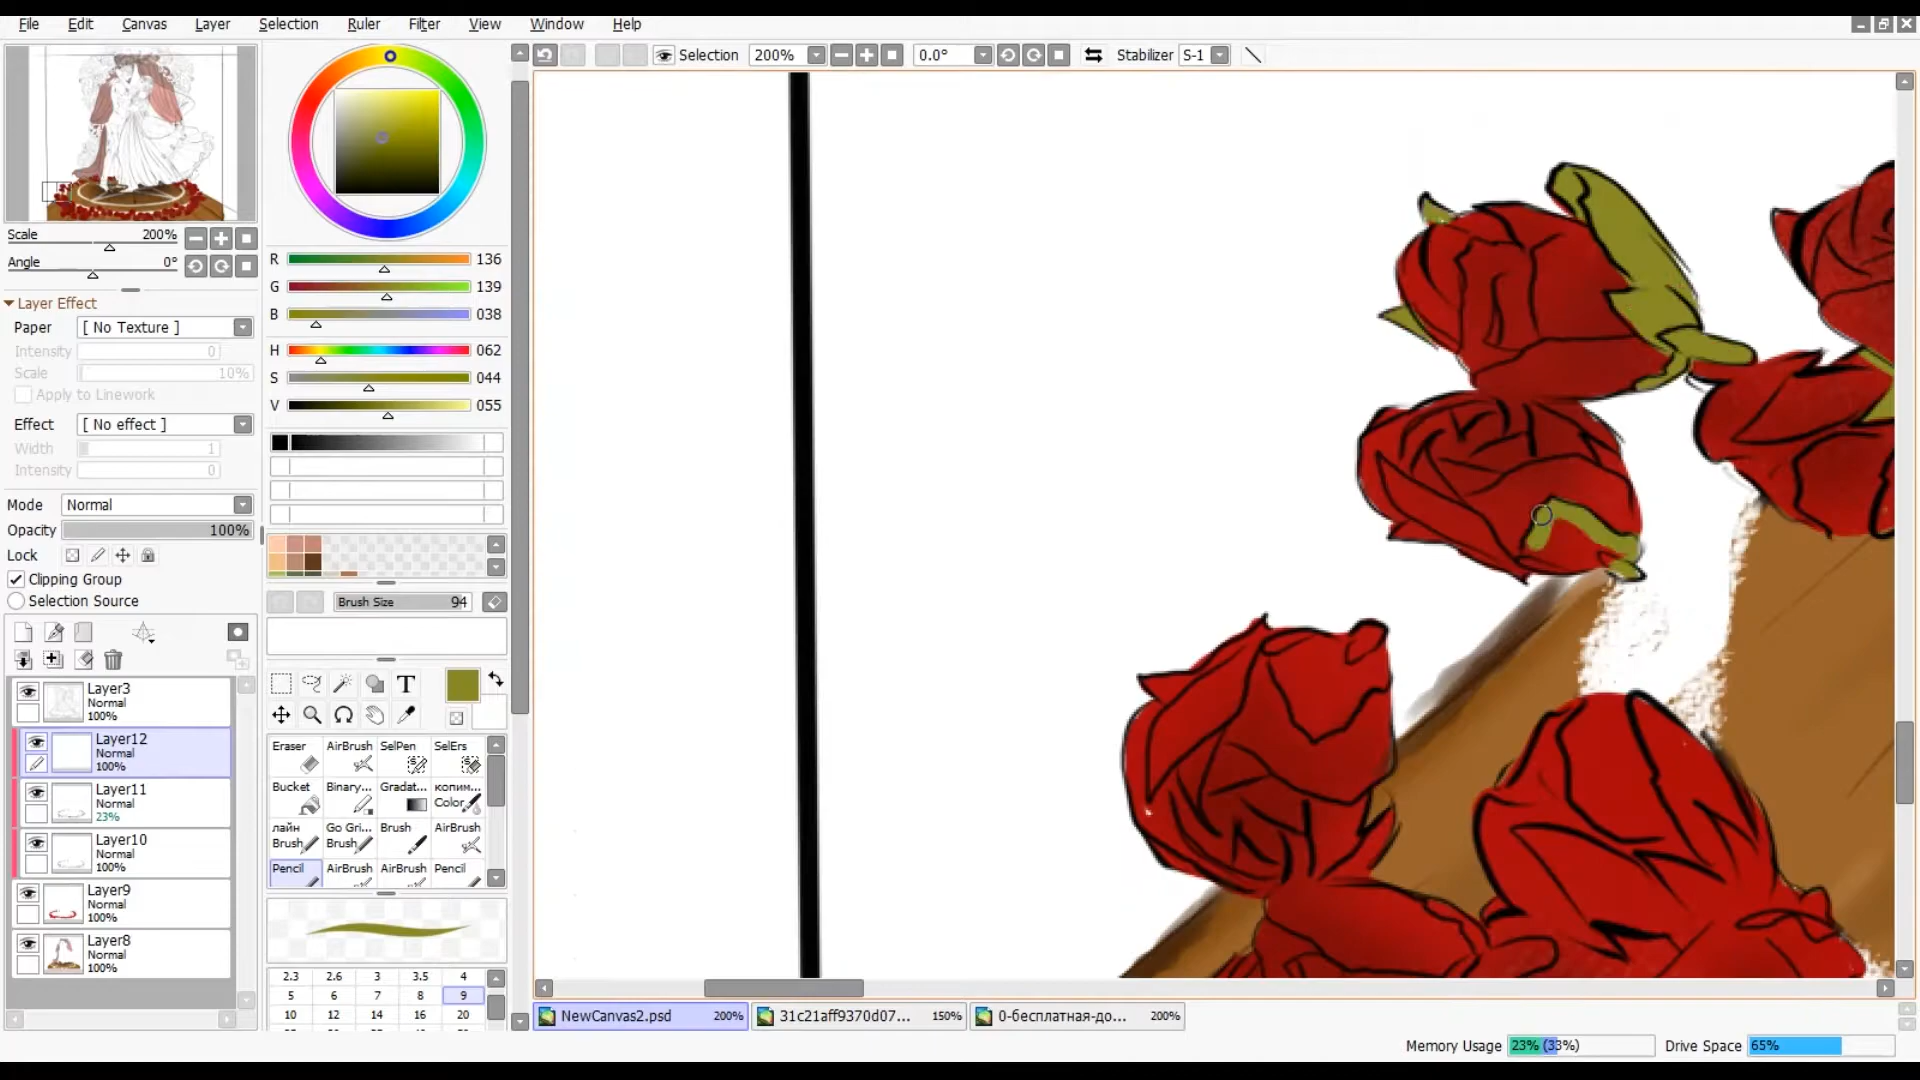 File Edit Canvas Layer Selection Ruler Filter View Window Help
Selection 200% 0.0° Stabilizer S-1
Scale 200%
Angle 0°
Layer Effect
Paper [ No Texture ]
Intensity 0
Scale 10%
Apply to Linework
Effect [ No effect ]
Width 1
Intensity 0
Mode Normal
Opacity 100%
Lock
Clipping Group
Selection Source
Layer3
Normal
100%
Layer12
Normal
100%
Layer11
Normal
23%
Layer10
Normal
100%
Layer9
Normal
100%
Layer8
Normal
100%
R 136
G 139
B 038
H 062
S 044
V 055
Brush Size 94
T
Eraser AirBrush SelPen SelErs
Bucket Binary... Gradat... копим...
Color
лайн Go Gri... Brush AirBrush
Brush Brush
Pencil AirBrush AirBrush Pencil
2.3 2.6 3 3.5 4
5 6 7 8 9
10 12 14 16 20
NewCanvas2.psd 200% 31c21aff9370d07... 150% 0-бесплатная-до... 200%
Memory Usage 23% (33%) Drive Space 65%